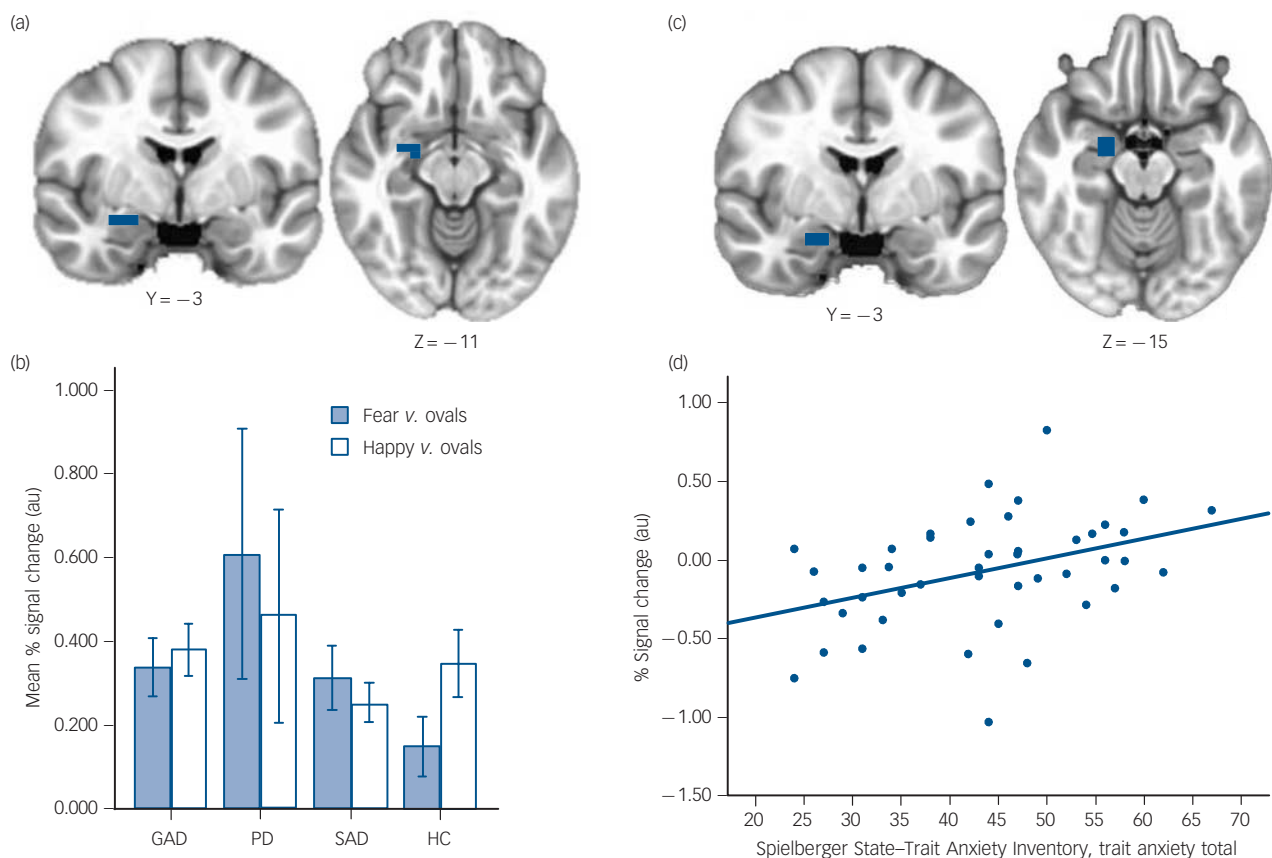 (a)
Y = −3
Z = −11
(c)
Y = −3
Z = −15
(b)
Mean % signal change (au)
1.000
0.800
0.600
0.400
0.200
0.000
Fear v. ovals
Happy v. ovals
GAD PD SAD HC
(d)
% Signal change (au)
1.00
0.50
0.00
−0.50
−1.00
−1.50
20 25 30 35 40 45 50 55 60 65 70
Spielberger State–Trait Anxiety Inventory, trait anxiety total